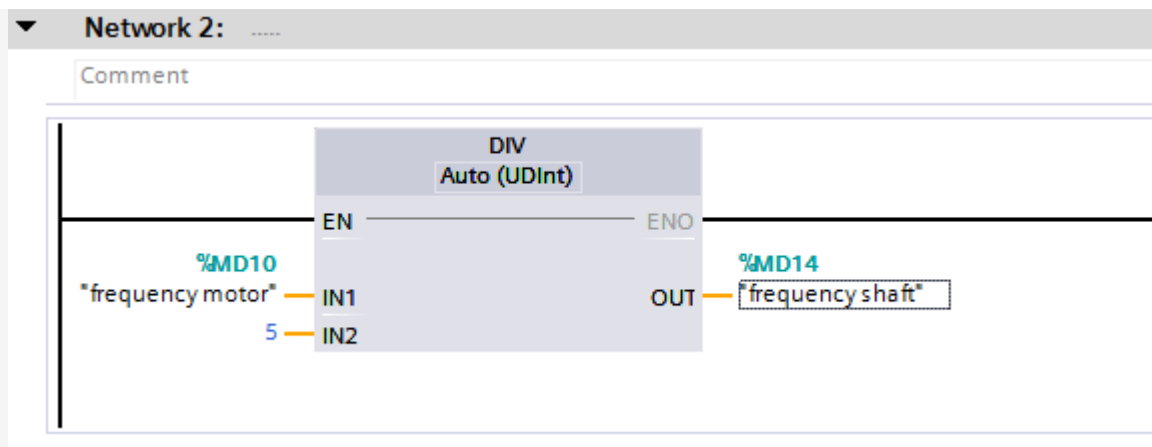 Network 2: .....
Comment
DIV
Auto (UDInt)
EN ENO
%MD10 %MD14
"frequency motor" IN1 OUT "frequency shaft"
5 IN2